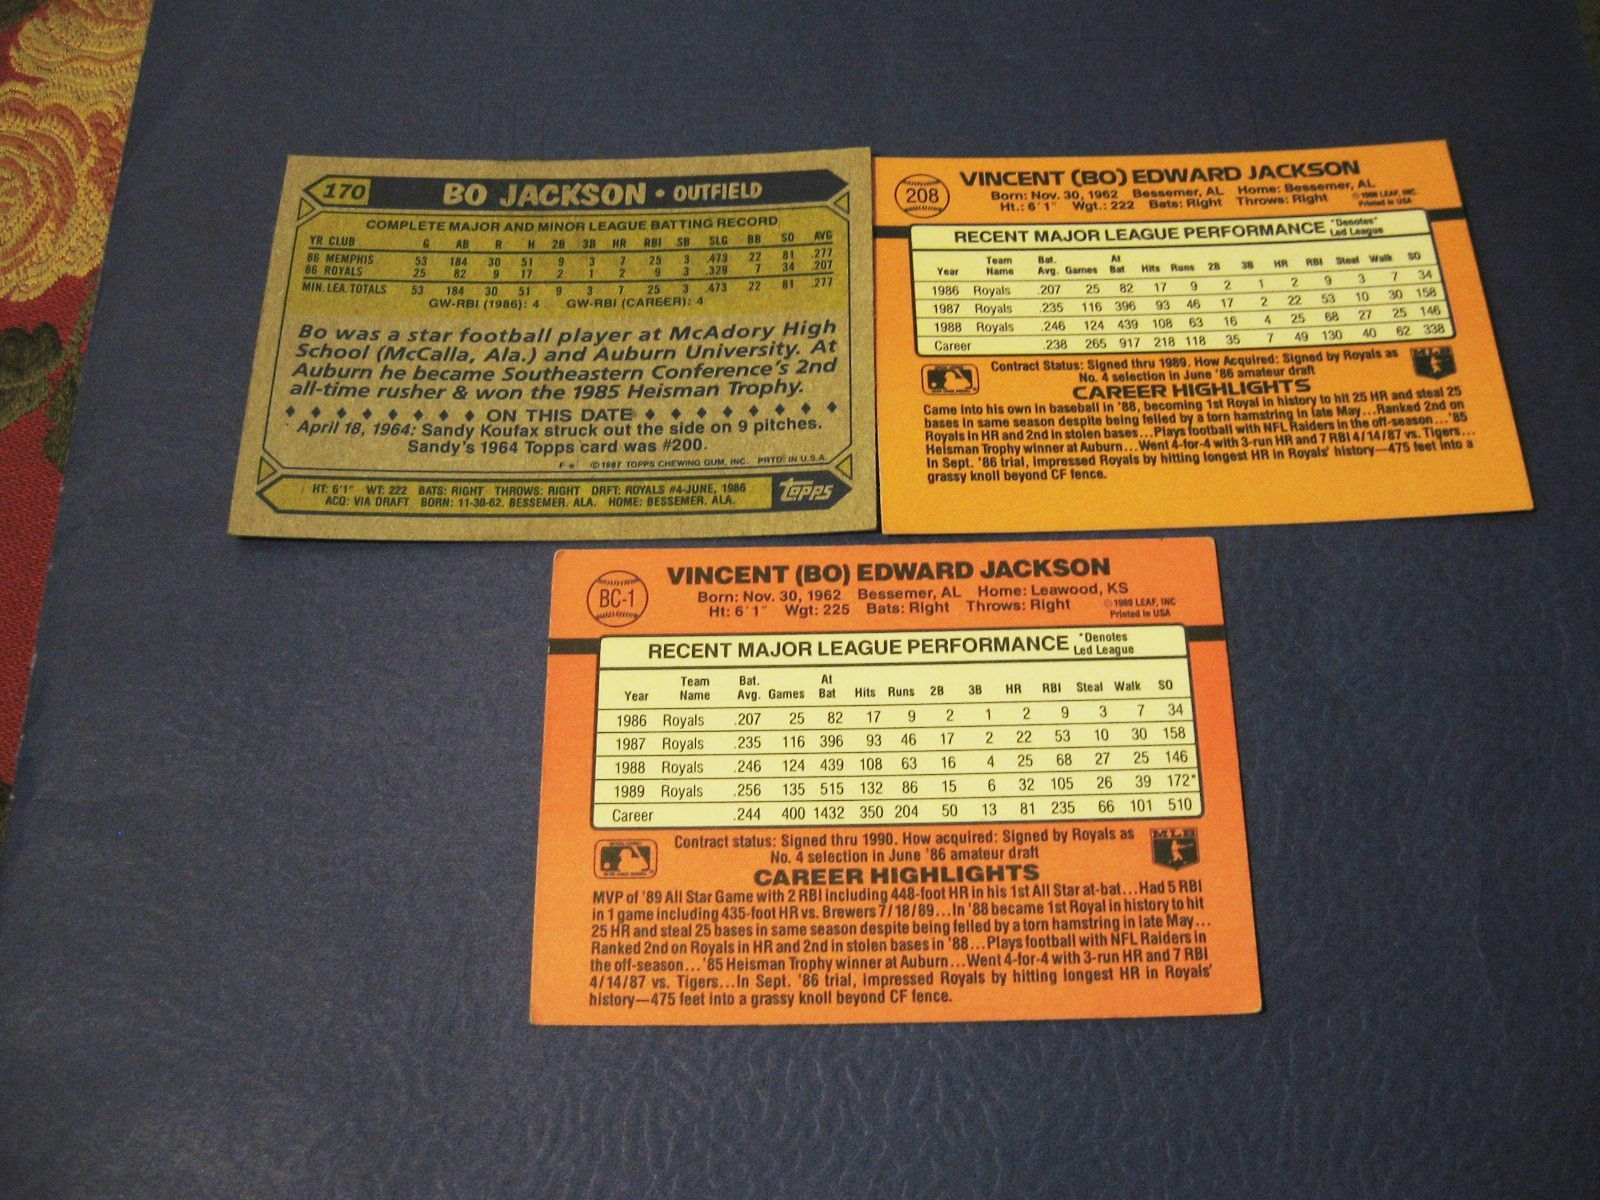 170
BO JACKSON • OUTFIELD
COMPLETE MAJOR AND MINOR LEAGUE BATTING RECORD
YR CLUB G AB R H 2B 3B HR RBI SB SLG BB SO AVG
86 MEMPHIS 53 184 30 51 9 3 7 25 3 .473 22 81 .277
86 ROYALS 25 82 9 17 2 1 2 9 3 .329 7 34 .207
MIN. LEA. TOTALS 53 184 30 51 9 3 7 25 3 .473 22 81 .277
GW-RBI (1986): 4 GW-RBI (CAREER): 4
Bo was a star football player at McAdory High
School (McCalla, Ala.) and Auburn University. At
Auburn he became Southeastern Conference's 2nd
all-time rusher & won the 1985 Heisman Trophy.
ON THIS DATE
April 18, 1964: Sandy Koufax struck out the side on 9 pitches.
Sandy's 1964 Topps card was #200.
F* ©1987 TOPPS CHEWING GUM, INC. PRTD. IN U.S.A.
HT: 6'1" WT: 222 BATS: RIGHT THROWS: RIGHT DRFT: ROYALS #4-JUNE, 1986
ACQ: VIA DRAFT BORN: 11-30-62, BESSEMER, ALA. HOME: BESSEMER, ALA.
topps
208
VINCENT (BO) EDWARD JACKSON
Born: Nov. 30, 1962 Bessemer, AL Home: Bessemer, AL
Ht.: 6'1" Wgt.: 222 Bats: Right Throws: Right
LEAF, INC.
Printed in USA
RECENT MAJOR LEAGUE PERFORMANCE *Denotes
Led League
Year Team Name Bat. Avg. Games At Bat Hits Runs 2B 3B HR RBI Steal Walk SO
1986 Royals .207 25 82 17 9 2 1 2 9 3 7 34
1987 Royals .235 116 396 93 46 17 2 22 53 10 30 158
1988 Royals .246 124 439 108 63 16 4 25 68 27 25 146
Career .238 265 917 218 118 35 7 49 130 40 62 338
Contract Status: Signed thru 1989. How Acquired: Signed by Royals as
No. 4 selection in June '86 amateur draft
CAREER HIGHLIGHTS
Came into his own in baseball in '88, becoming 1st Royal in history to hit 25 HR and steal 25
bases in same season despite being felled by a torn hamstring in late May...Ranked 2nd on
Royals in HR and 2nd in stolen bases...Plays football with NFL Raiders in the off-season...'85
Heisman Trophy winner at Auburn...Went 4-for-4 with 3-run HR and 7 RBI 4/14/87 vs. Tigers...
In Sept. '86 trial, impressed Royals by hitting longest HR in Royals' history—475 feet into a
grassy knoll beyond CF fence.
BC-1
VINCENT (BO) EDWARD JACKSON
Born: Nov. 30, 1962 Bessemer, AL Home: Leawood, KS
Ht: 6'1" Wgt: 225 Bats: Right Throws: Right
©1989 LEAF, INC
Printed in USA
RECENT MAJOR LEAGUE PERFORMANCE *Denotes
Led League
Year Team Name Bat. Avg. Games At Bat Hits Runs 2B 3B HR RBI Steal Walk SO
1986 Royals .207 25 82 17 9 2 1 2 9 3 7 34
1987 Royals .235 116 396 93 46 17 2 22 53 10 30 158
1988 Royals .246 124 439 108 63 16 4 25 68 27 25 146
1989 Royals .256 135 515 132 86 15 6 32 105 26 39 172*
Career .244 400 1432 350 204 50 13 81 235 66 101 510
Contract status: Signed thru 1990. How acquired: Signed by Royals as
No. 4 selection in June '86 amateur draft
MLB
CAREER HIGHLIGHTS
MVP of '89 All Star Game with 2 RBI including 448-foot HR in his 1st All Star at-bat...Had 5 RBI
in 1 game including 435-foot HR vs. Brewers 7/18/89...In '88 became 1st Royal in history to hit
25 HR and steal 25 bases in same season despite being felled by a torn hamstring in late May...
Ranked 2nd on Royals in HR and 2nd in stolen bases in '88...Plays football with NFL Raiders in
the off-season...'85 Heisman Trophy winner at Auburn...Went 4-for-4 with 3-run HR and 7 RBI
4/14/87 vs. Tigers...In Sept. '86 trial, impressed Royals by hitting longest HR in Royals'
history—475 feet into a grassy knoll beyond CF fence.